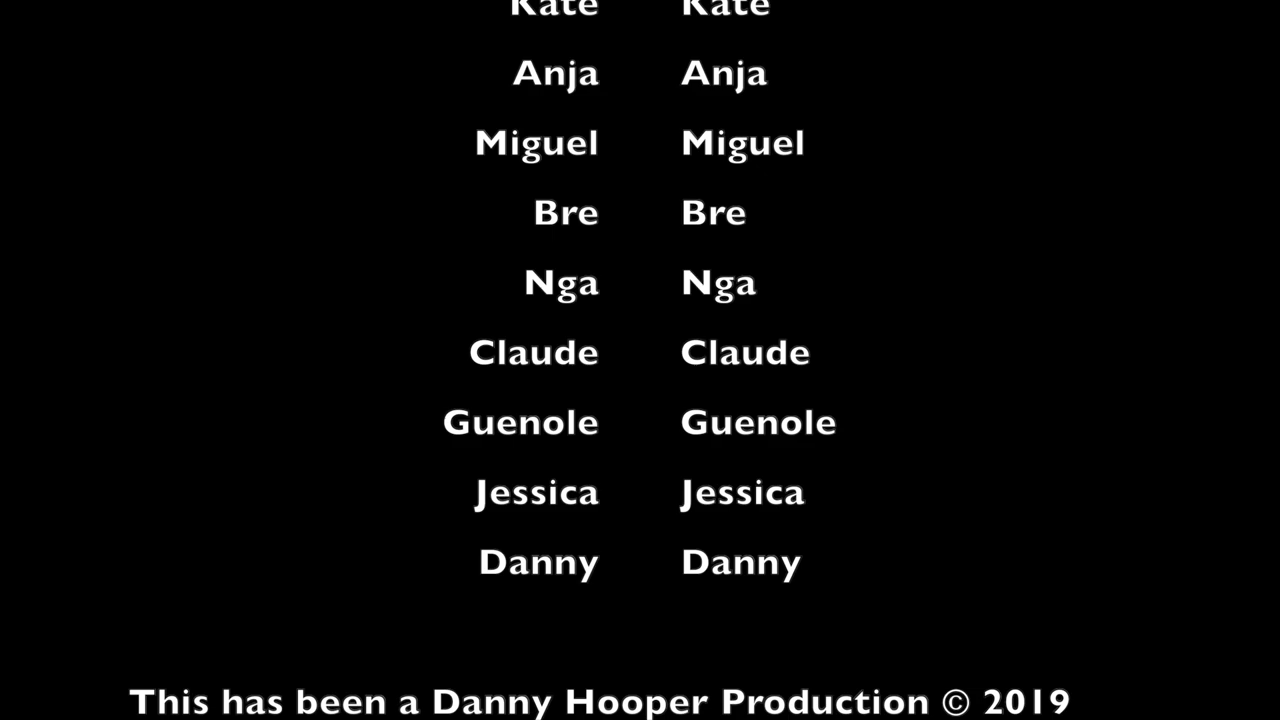 Kate Kate
Anja Anja
Miguel Miguel
Bre Bre
Nga Nga
Claude Claude
Guenole Guenole
Jessica Jessica
Danny Danny
This has been a Danny Hooper Production © 2019